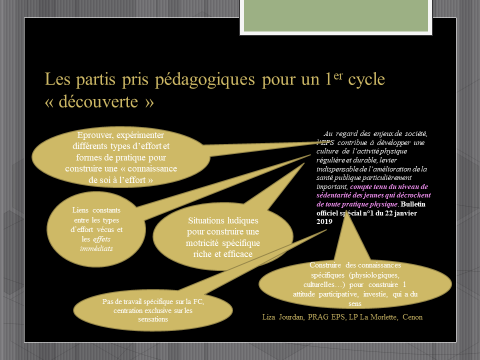 Les partis pris pédagogiques pour un 1er cycle
« découverte »
Eprouver, expérimenter
différents types d'effort et
formes de pratique pour
construire une « connaissance
de soi à l'effort »
Au regard des enjeux de société,
l'EPS contribue à développer une
culture de l'activité physique
régulière et durable, levier
indispensable de l'amélioration de la
santé publique particulièrement
important, compte tenu du niveau de
sédentarité des jeunes qui décrochent
de toute pratique physique. Bulletin
officiel spécial n°1 du 22 janvier
2019
Liens constants
entre les types
d'effort vécus et
les effets
immédiats
Situations ludiques
pour construire une
motricité spécifique
riche et efficace
Construire des connaissances
spécifiques (physiologiques,
culturelles…) pour construire 1
attitude participative, investie, qui a du
sens
Pas de travail spécifique sur la FC,
centration exclusive sur les
sensations
Liza Jourdan, PRAG EPS, LP La Morlette, Cenon